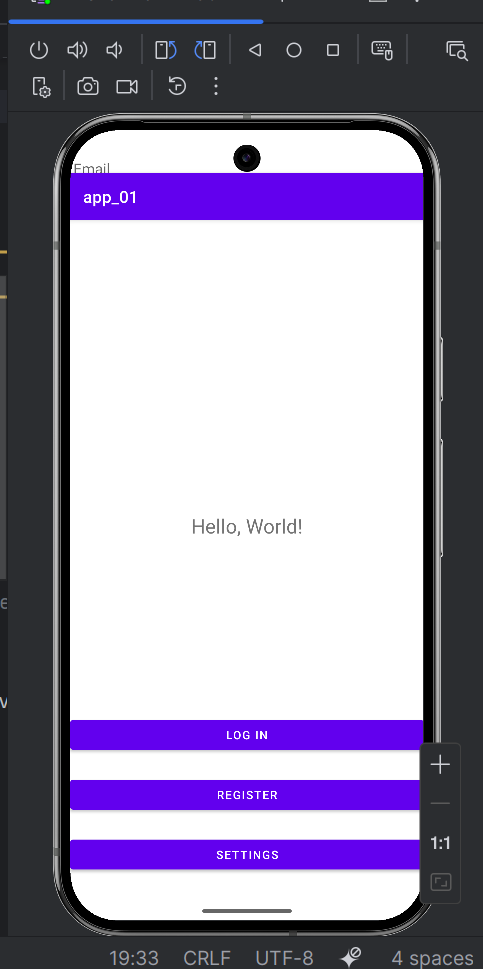 Email
app_01
Hello, World!
LOG IN
REGISTER
SETTINGS
1:1
19:33 CRLF UTF-8 4 spaces